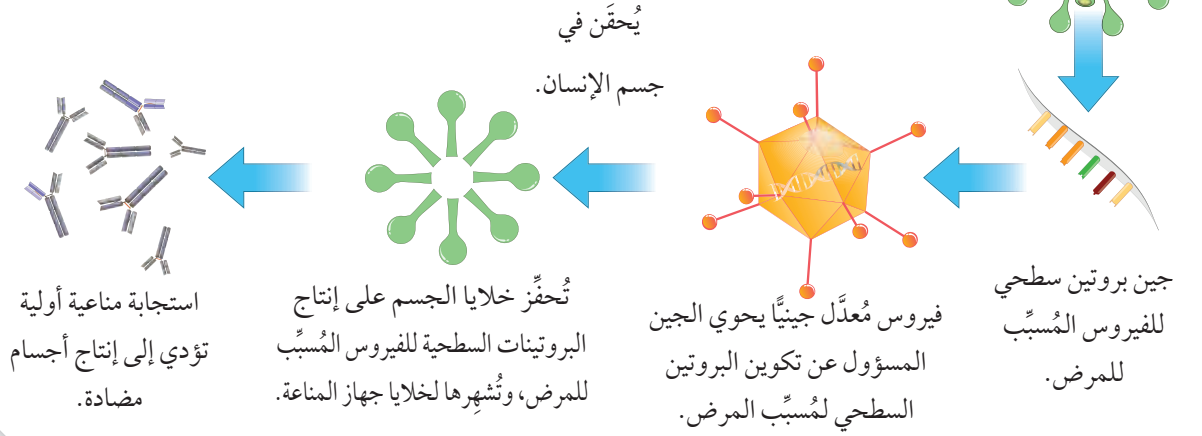 يُحقَن في
جسم الإنسان.
جين بروتين سطحي
للفيروس المُسبِّب
للمرض.
فيروس مُعدَّل جينيًّا يحوي الجين
المسؤول عن تكوين البروتين
السطحي لمُسبِّب المرض.
تُحفِّز خلايا الجسم على إنتاج
البروتينات السطحية للفيروس المُسبِّب
للمرض، وتُشهِرها لخلايا جهاز المناعة.
استجابة مناعية أولية
تؤدي إلى إنتاج أجسام
مضادة.